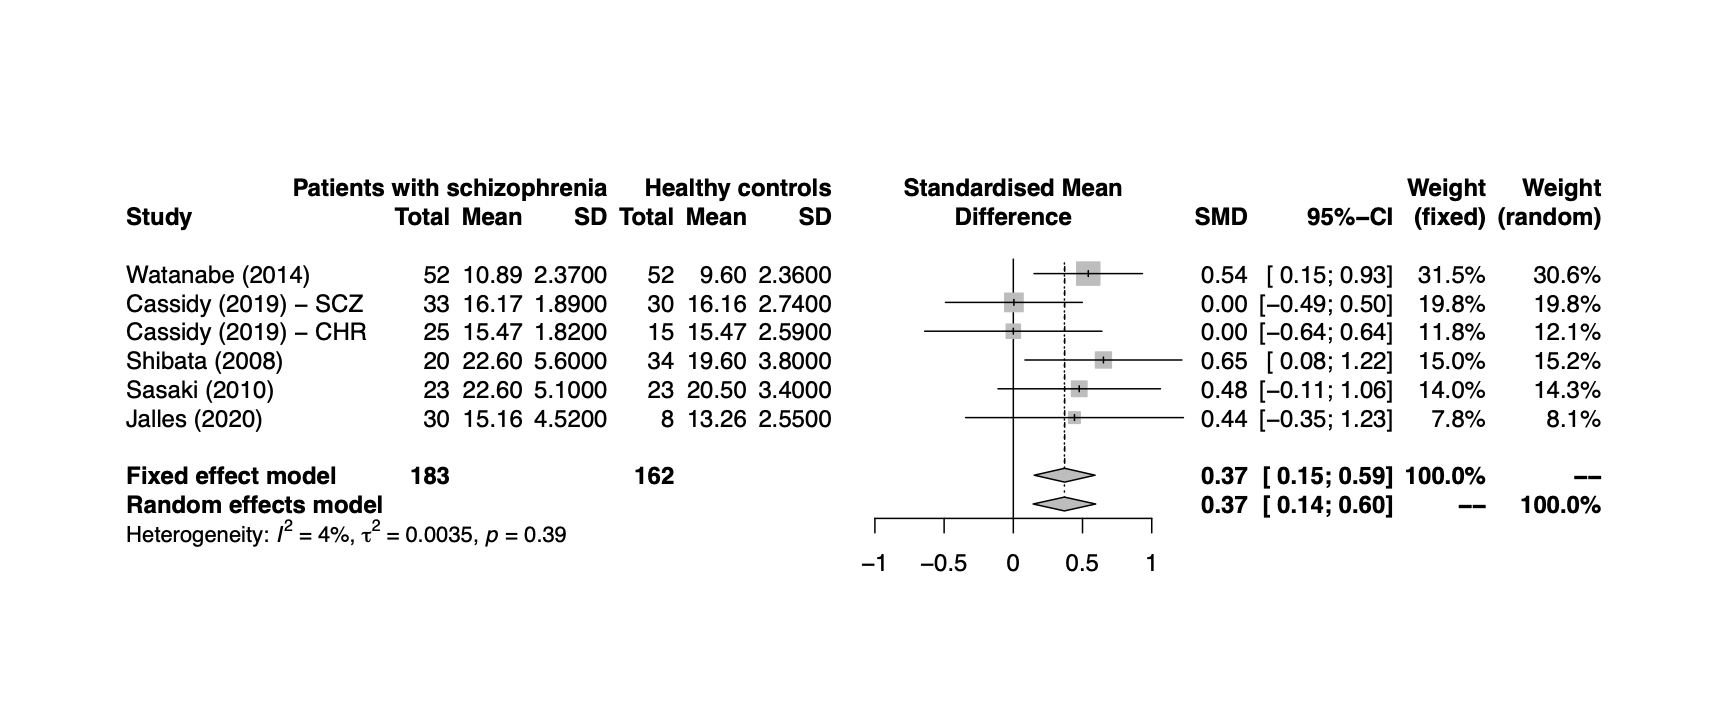 Patients with schizophrenia Healthy controls Standardised Mean Weight Weight
Study Total Mean SD Total Mean SD Difference SMD 95%−CI (fixed) (random)
Watanabe (2014) 52 10.89 2.3700 52 9.60 2.3600 0.54 [ 0.15; 0.93] 31.5% 30.6%
Cassidy (2019) − SCZ 33 16.17 1.8900 30 16.16 2.7400 0.00 [−0.49; 0.50] 19.8% 19.8%
Cassidy (2019) − CHR 25 15.47 1.8200 15 15.47 2.5900 0.00 [−0.64; 0.64] 11.8% 12.1%
Shibata (2008) 20 22.60 5.6000 34 19.60 3.8000 0.65 [ 0.08; 1.22] 15.0% 15.2%
Sasaki (2010) 23 22.60 5.1000 23 20.50 3.4000 0.48 [−0.11; 1.06] 14.0% 14.3%
Jalles (2020) 30 15.16 4.5200 8 13.26 2.5500 0.44 [−0.35; 1.23] 7.8% 8.1%
Fixed effect model 183 162 0.37 [ 0.15; 0.59] 100.0% −−
Random effects model 0.37 [ 0.14; 0.60] −− 100.0%
Heterogeneity: I² = 4%, τ² = 0.0035, p = 0.39
−1 −0.5 0 0.5 1